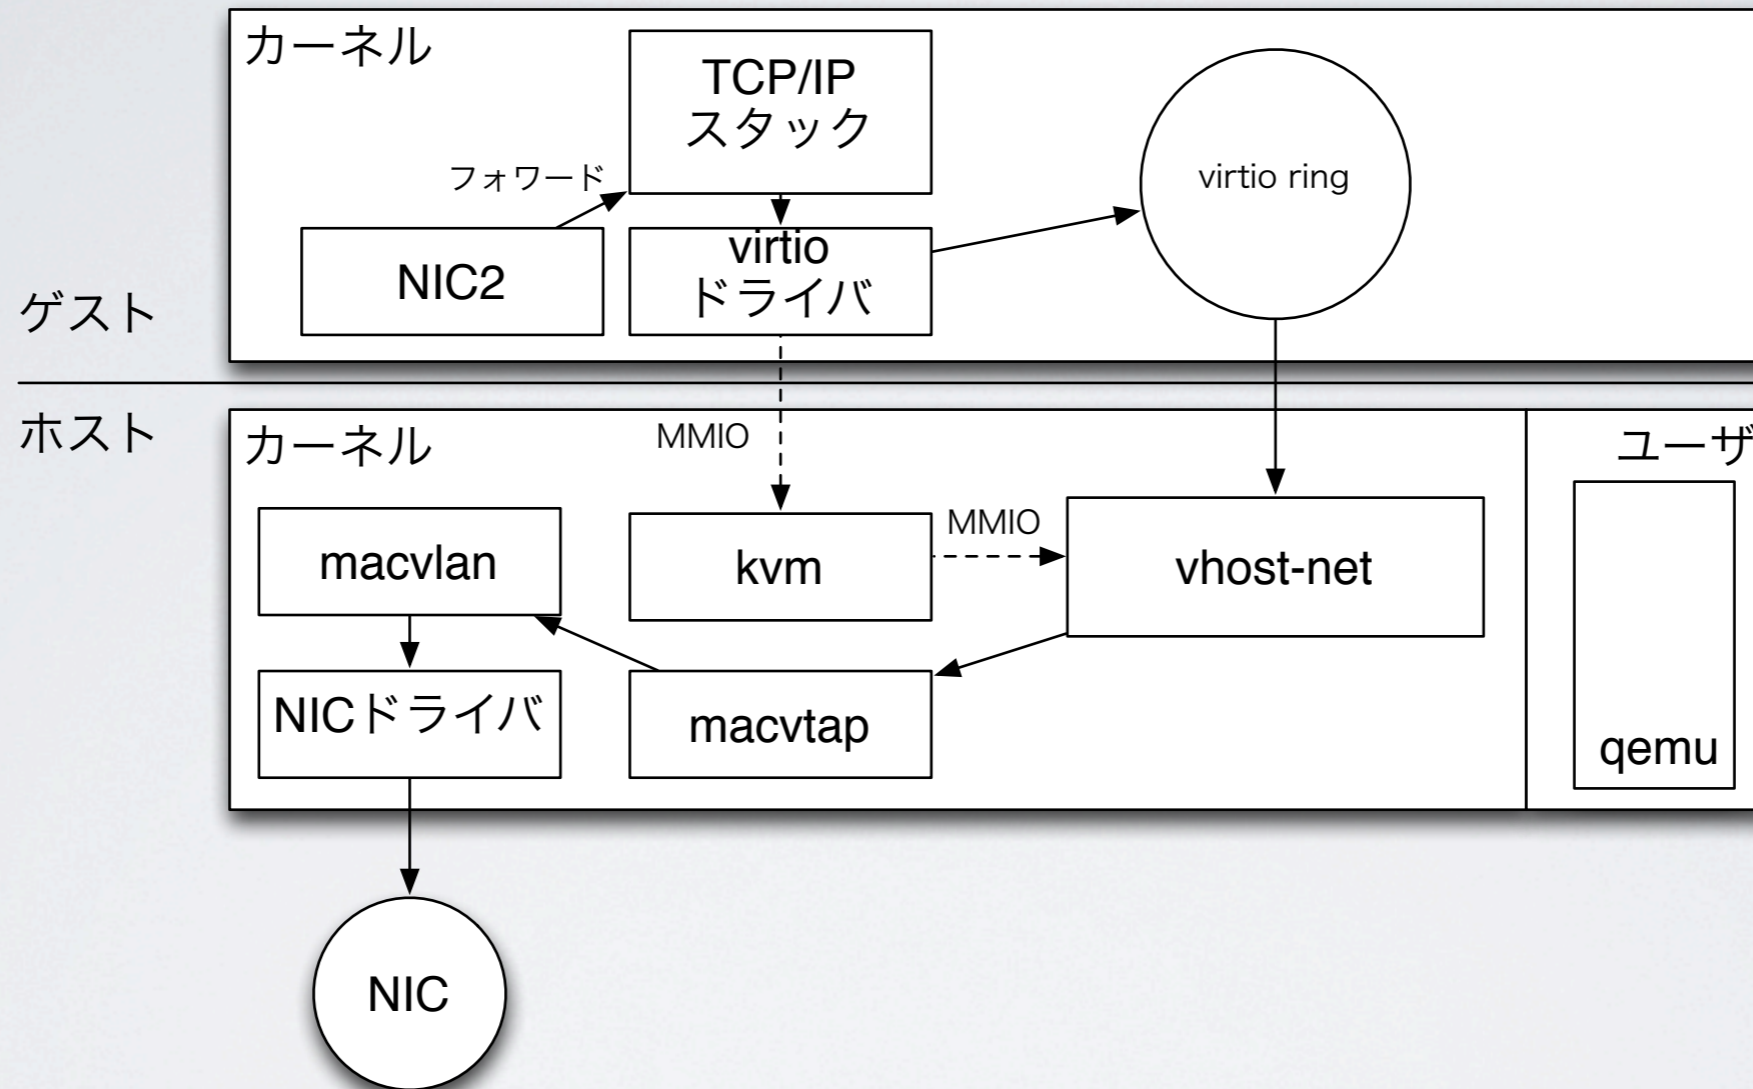 カーネル
TCP/IP
スタック
フォワード
virtio ring
NIC2
virtio
ドライバ
ゲスト
ホスト
カーネル
MMIO
ユーザ
macvlan
kvm
MMIO
vhost-net
NICドライバ
macvtap
qemu
NIC